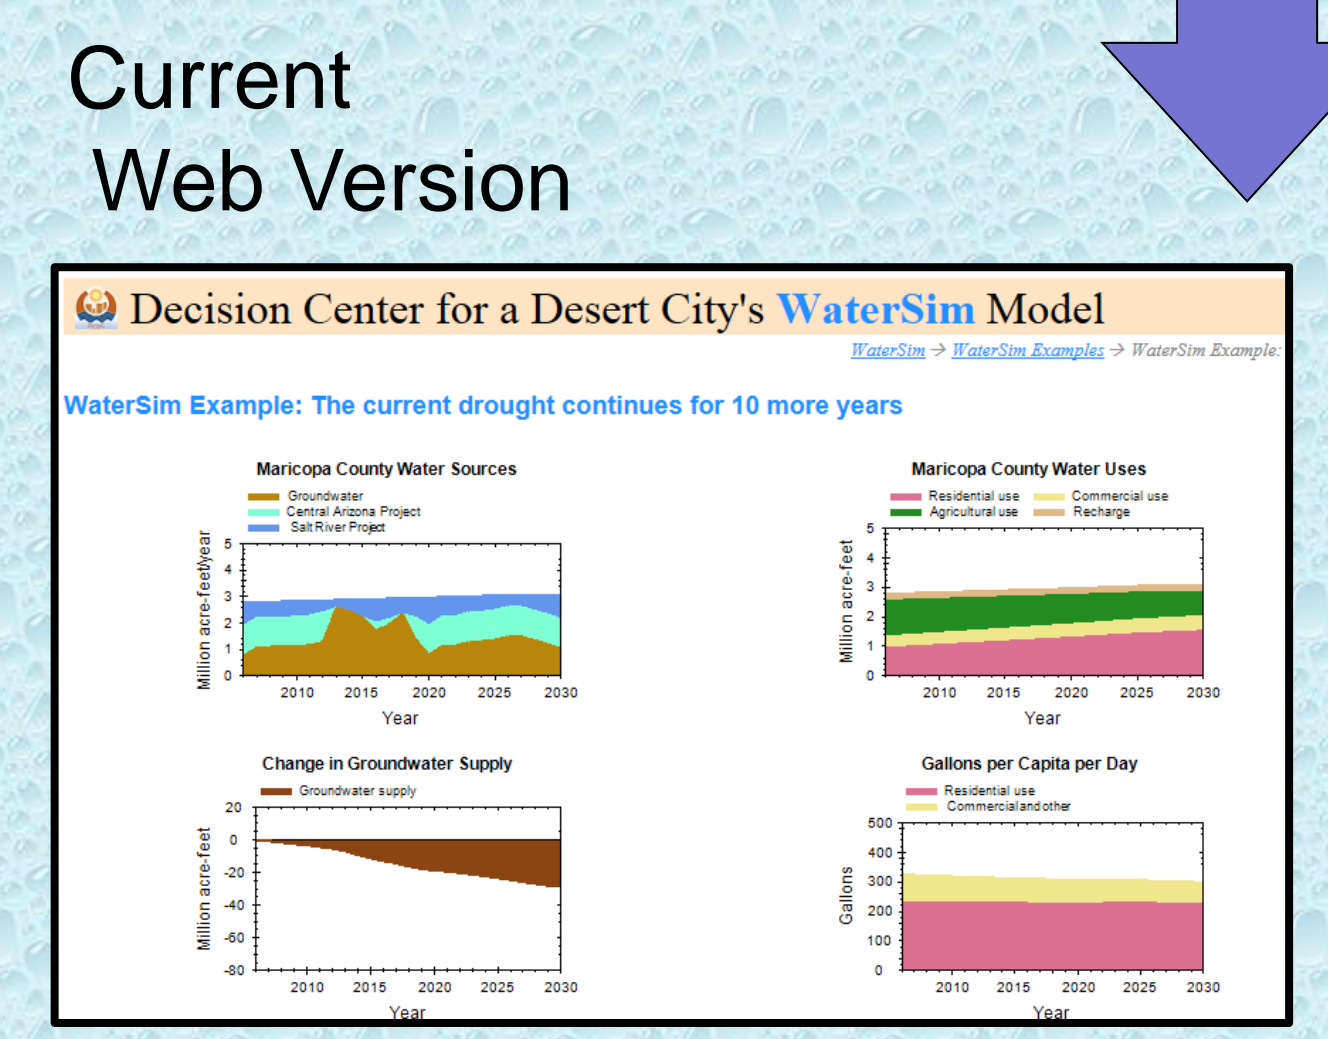 Current
Web Version
Decision Center for a Desert City's WaterSim Model
WaterSim → WaterSim Examples → WaterSim Example:
WaterSim Example: The current drought continues for 10 more years
Maricopa County Water Sources
Groundwater
Central Arizona Project
Salt River Project
Million acre-feet/year
5
4
3
2
1
0
2010 2015 2020 2025 2030
Year
Maricopa County Water Uses
Residential use Commercial use
Agricultural use Recharge
Million acre-feet
5
4
3
2
1
0
2010 2015 2020 2025 2030
Year
Change in Groundwater Supply
Groundwater supply
Million acre-feet
20
0
-20
-40
-60
-80
2010 2015 2020 2025 2030
Year
Gallons per Capita per Day
Residential use
Commercialandother
Gallons
500
400
300
200
100
0
2010 2015 2020 2025 2030
Year